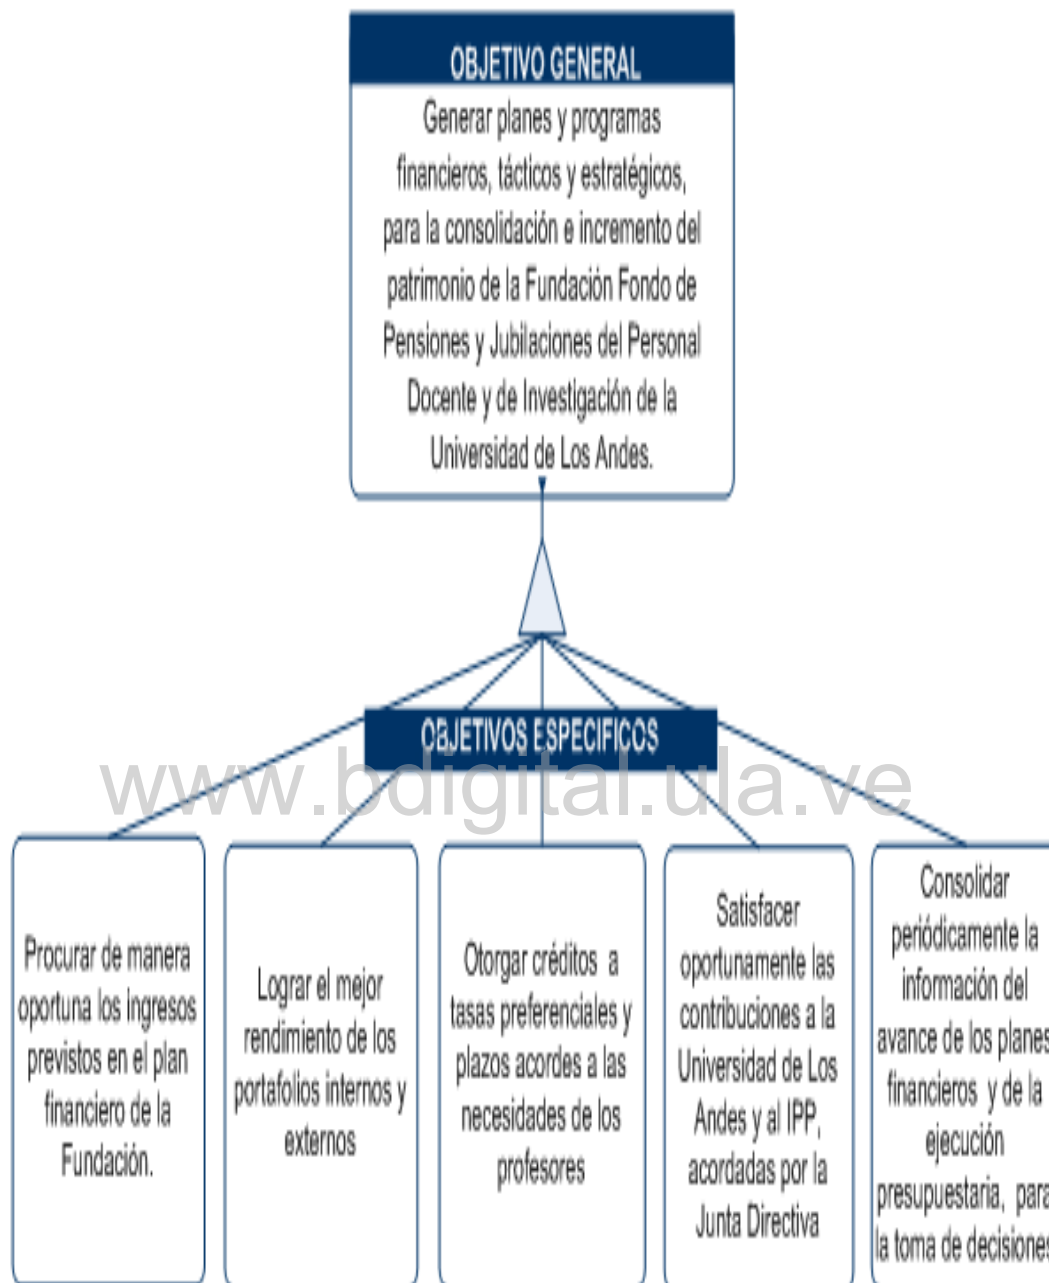 OBJETIVO GENERAL
Generar planes y programas
financieros, tácticos y estratégicos,
para la consolidación e incremento del
patrimonio de la Fundación Fondo de
Pensiones y Jubilaciones del Personal
Docente y de Investigación de la
Universidad de Los Andes.
OBJETIVOS ESPECIFICOS
www.bdigital.ula.ve
Procurar de manera
oportuna los ingresos
previstos en el plan
financiero de la
Fundación.
Lograr el mejor
rendimiento de los
portafolios internos y
externos
Otorgar créditos a
tasas preferenciales y
plazos acordes a las
necesidades de los
profesores
Satisfacer
oportunamente las
contribuciones a la
Universidad de Los
Andes y al IPP,
acordadas por la
Junta Directiva
Consolidar
periódicamente la
información del
avance de los planes
financieros y de la
ejecución
presupuestaria, para
la toma de decisiones